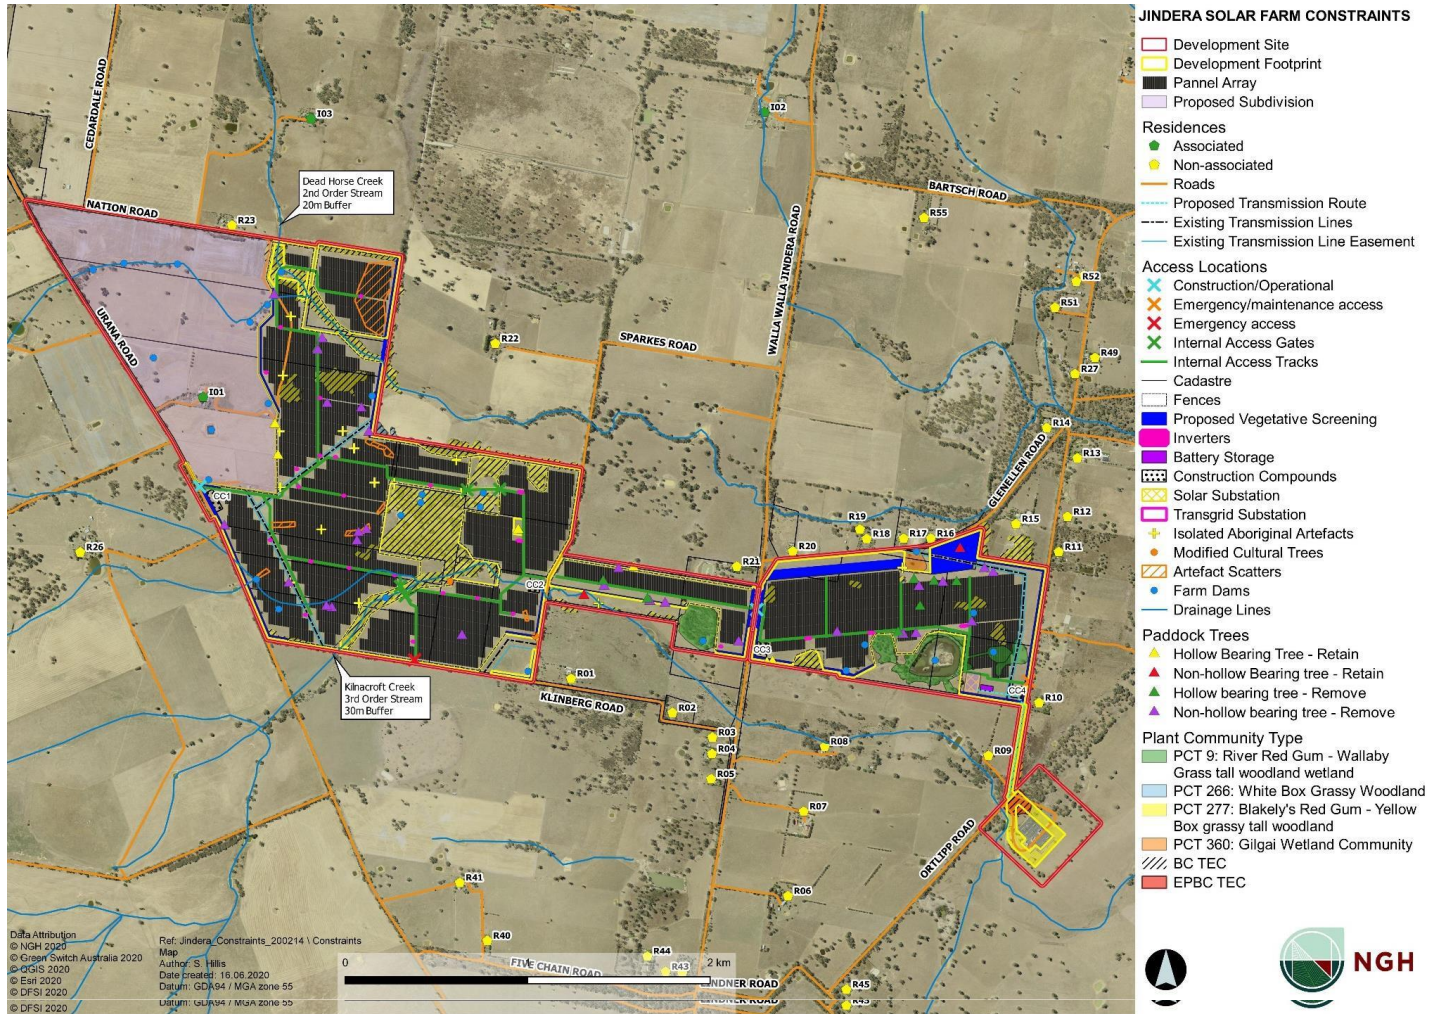 JINDERA SOLAR FARM CONSTRAINTS
Development Site
Development Footprint
Pannel Array
Proposed Subdivision
Residences
Associated
Non-associated
Roads
Proposed Transmission Route
Existing Transmission Lines
Existing Transmission Line Easement
Access Locations
Construction/Operational
Emergency/maintenance access
Emergency access
Internal Access Gates
Internal Access Tracks
Cadastre
Fences
Proposed Vegetative Screening
Inverters
Battery Storage
Construction Compounds
Solar Substation
Transgrid Substation
Isolated Aboriginal Artefacts
Modified Cultural Trees
Artefact Scatters
Farm Dams
Drainage Lines
Paddock Trees
Hollow Bearing Tree - Retain
Non-hollow Bearing tree - Retain
Hollow bearing tree - Remove
Non-hollow bearing tree - Remove
Plant Community Type
PCT 9: River Red Gum - Wallaby
Grass tall woodland wetland
PCT 266: White Box Grassy Woodland
PCT 277: Blakely's Red Gum - Yellow
Box grassy tall woodland
PCT 360: Gilgai Wetland Community
BC TEC
EPBC TEC
NGH
CEDARDALE ROAD
I03
I02
Dead Horse Creek
2nd Order Stream
20m Buffer
NATION ROAD
R23
BARTSCH ROAD
R55
WALLA WALLA JINDERA ROAD
R52
R51
URANA ROAD
R22
SPARKES ROAD
R49
R27
I01
R14
GLENELLEN ROAD
R13
CC1
R26
R19
R18
R17
R16
R15
R12
R11
R20
R21
CC2
CC3
CC4
Kilnacroft Creek
3rd Order Stream
30m Buffer
R01
KLINBERG ROAD
R02
R03
R04
R05
R08
R09
R10
R07
ORTLIPP ROAD
R06
R41
R40
R44
R43
FIVE CHAIN ROAD
LINDNER ROAD
LINDNER ROAD
R45
R45
0
1
2 km
Data Attribution
© NGH 2020
© Green Switch Australia 2020
© QGIS 2020
© Esri 2020
© DFSI 2020
© DFSI 2020
Ref: Jindera_Constraints_200214 \ Constraints
Map
Author: S. Hillis
Date created: 16.06.2020
Datum: GDA94 / MGA zone 55
Datum: GDA94 / MGA zone 55